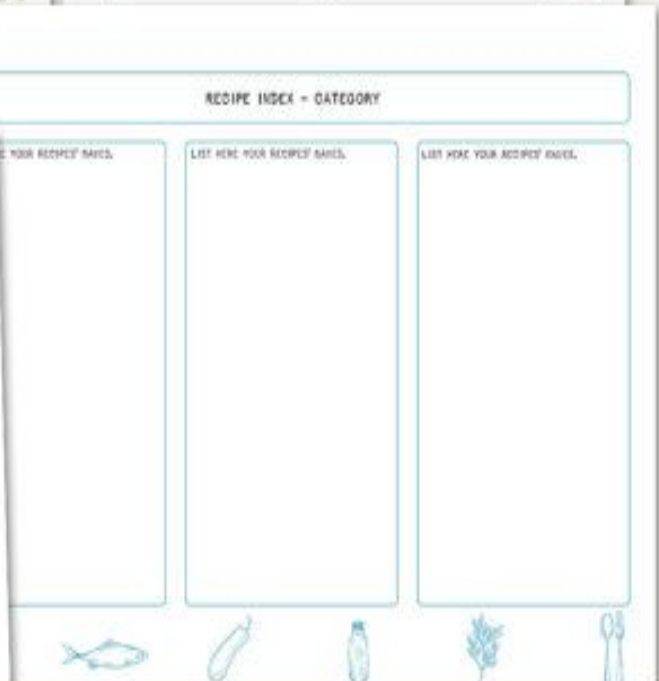 RECIPE INDEX - CATEGORY
YOUR RECIPES' NAMES.
LIST HERE YOUR RECIPES' NAMES.
LIST HERE YOUR RECIPES' NAMES.